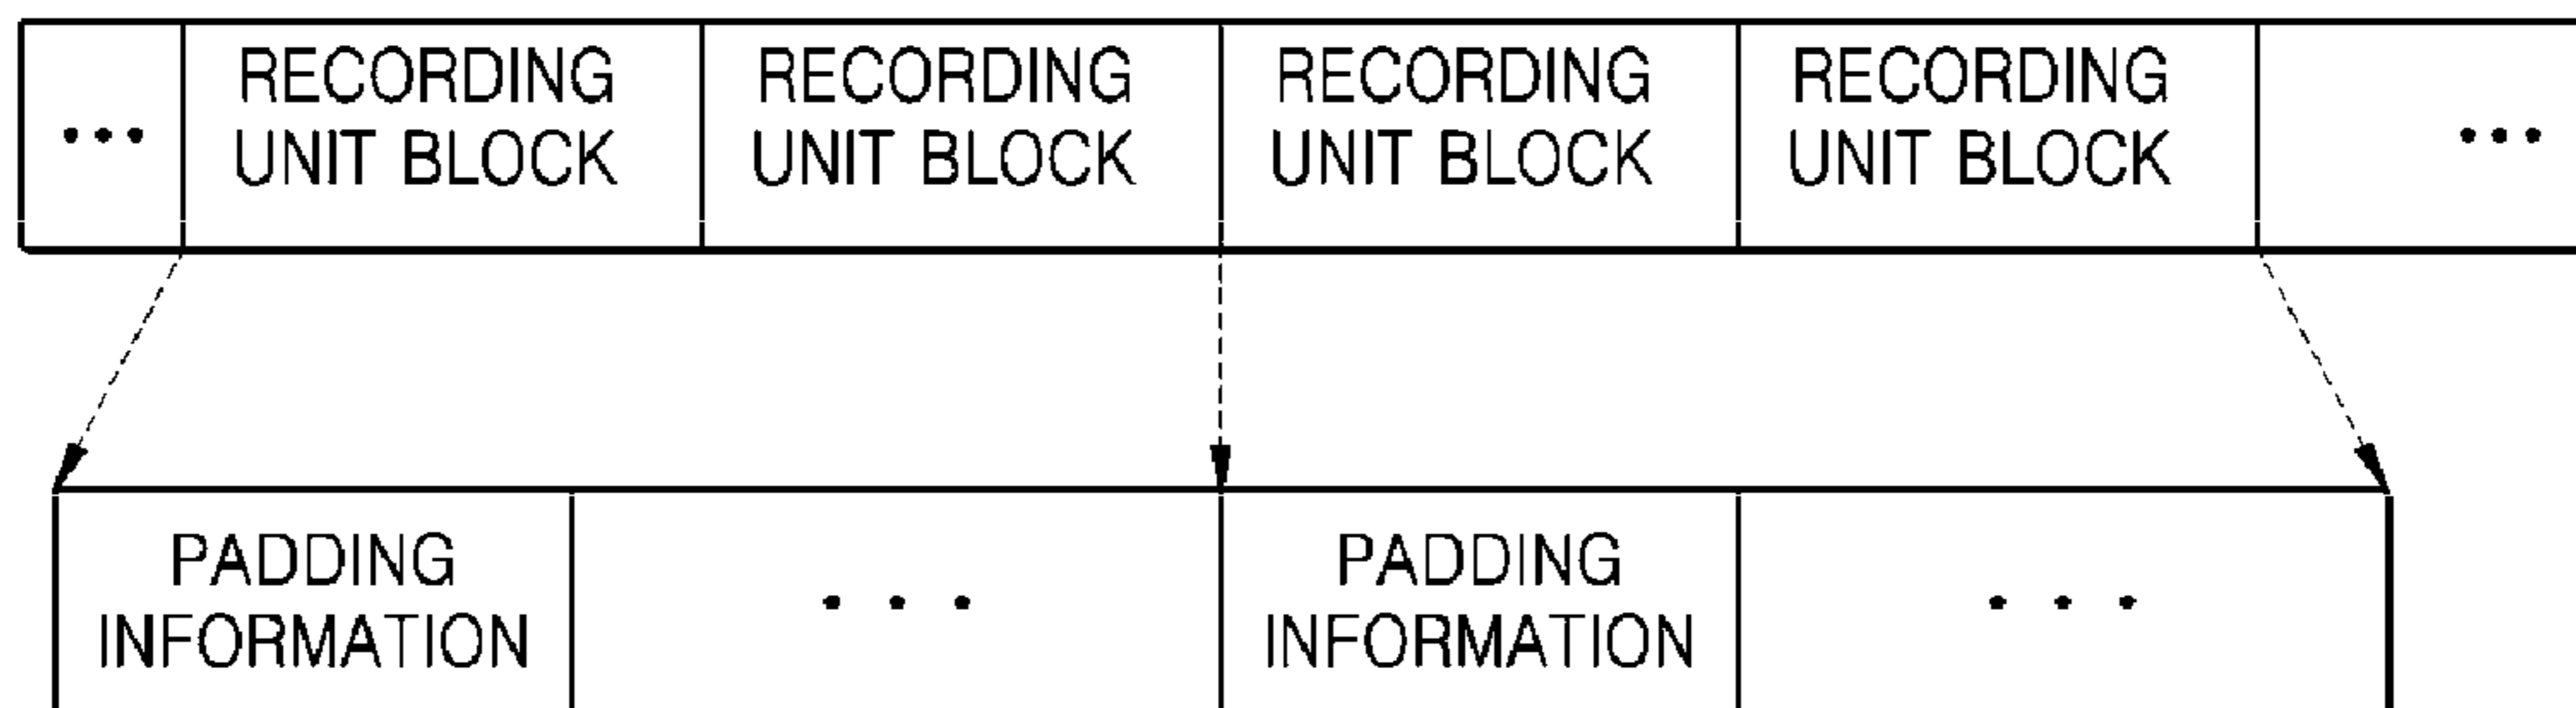 ... RECORDING RECORDING RECORDING RECORDING ...
UNIT BLOCK UNIT BLOCK UNIT BLOCK UNIT BLOCK
PADDING ... PADDING ...
INFORMATION INFORMATION